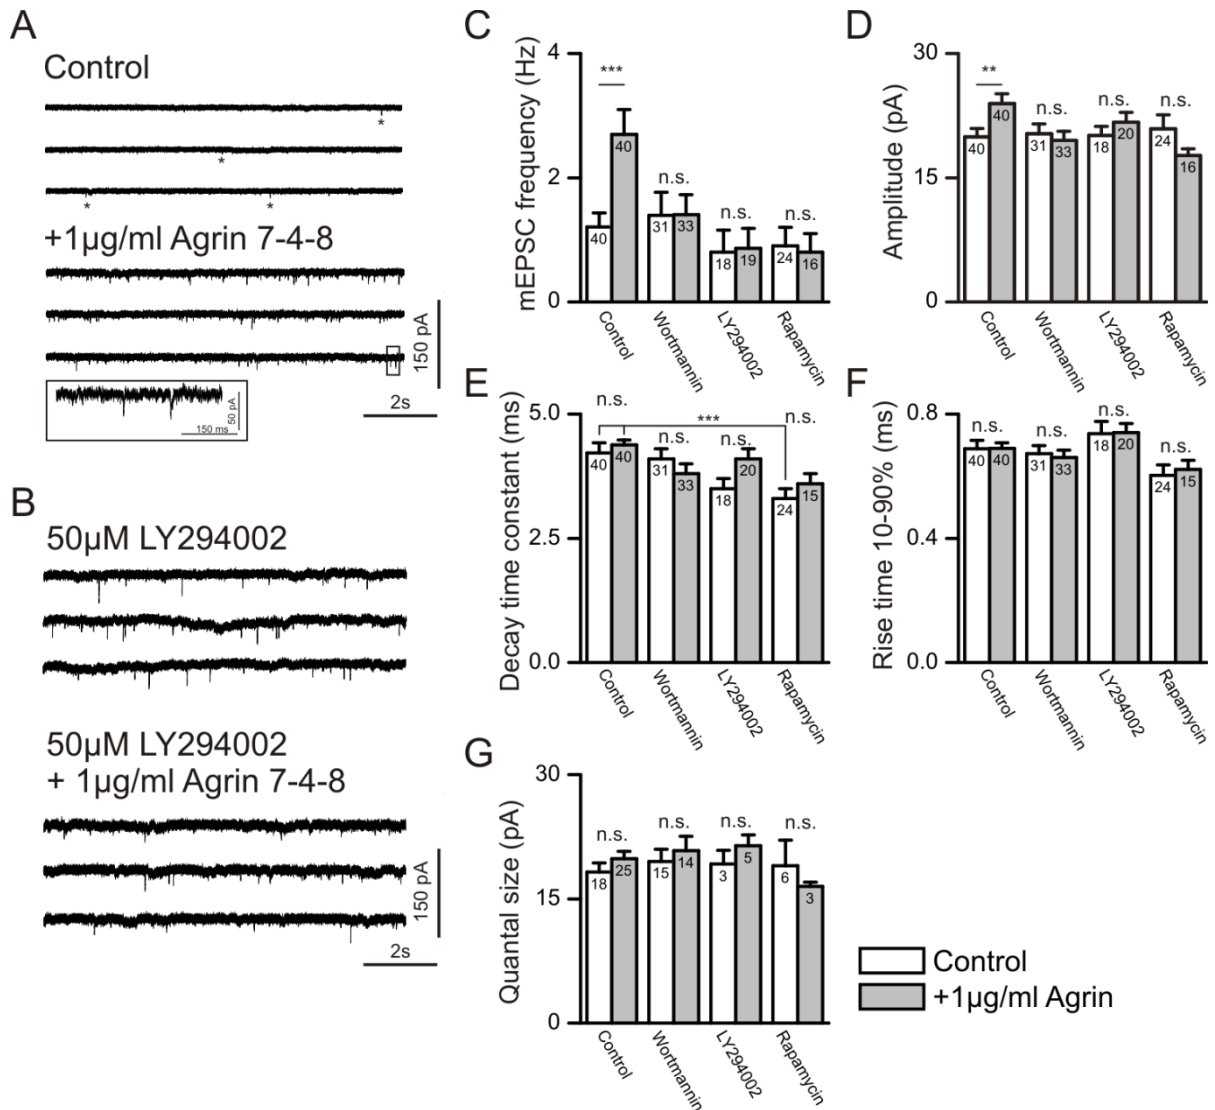 A
Control
*
*
*
*
+1µg/ml Agrin 7-4-8
150 pA
2s
50 pA
150 ms
B
50µM LY294002
50µM LY294002
+ 1µg/ml Agrin 7-4-8
150 pA
2s
C
mEPSC frequency (Hz)
4
2
0
***
n.s.
n.s.
n.s.
40
40
31
33
18
19
24
16
Control
Wortmannin
LY294002
Rapamycin
D
Amplitude (pA)
30
15
0
**
n.s.
n.s.
n.s.
40
40
31
33
18
20
24
16
Control
Wortmannin
LY294002
Rapamycin
E
Decay time constant (ms)
5.0
2.5
0.0
n.s.
***
n.s.
n.s.
n.s.
40
40
31
33
18
20
24
15
Control
Wortmannin
LY294002
Rapamycin
F
Rise time 10-90% (ms)
0.8
0.4
0.0
n.s.
n.s.
n.s.
n.s.
40
40
31
33
18
20
24
15
Control
Wortmannin
LY294002
Rapamycin
G
Quantal size (pA)
30
15
0
n.s.
n.s.
n.s.
n.s.
18
25
15
14
3
5
6
3
Control
Wortmannin
LY294002
Rapamycin
Control
+1µg/ml Agrin